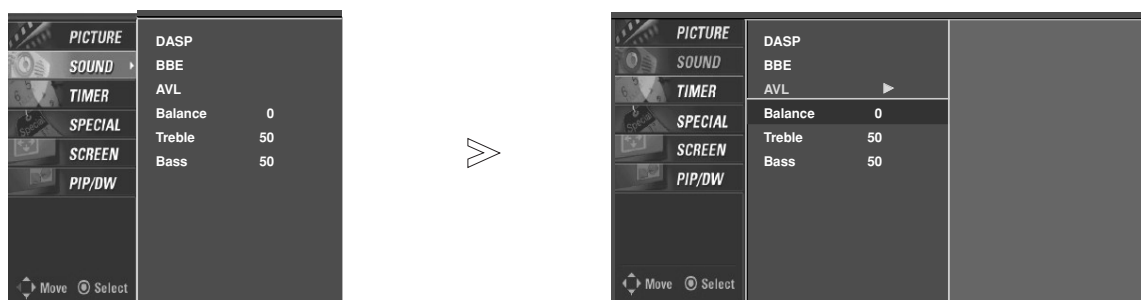 PICTURE
SOUND
TIMER
SPECIAL
SCREEN
PIP/DW
Move Select
DASP
BBE
AVL
Balance 0
Treble 50
Bass 50
PICTURE
SOUND
TIMER
SPECIAL
SCREEN
PIP/DW
Move Select
DASP
BBE
AVL
Balance 0
Treble 50
Bass 50